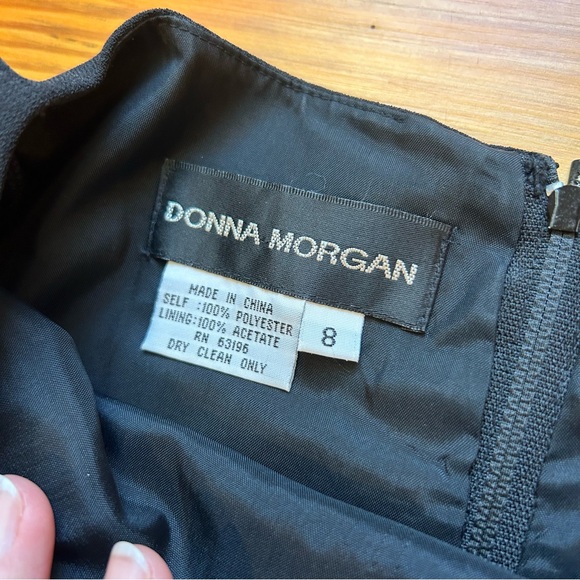 DONNA MORGAN
MADE IN CHINA
SELF :100% POLYESTER
LINING:100% ACETATE
RN 63196
DRY CLEAN ONLY
8